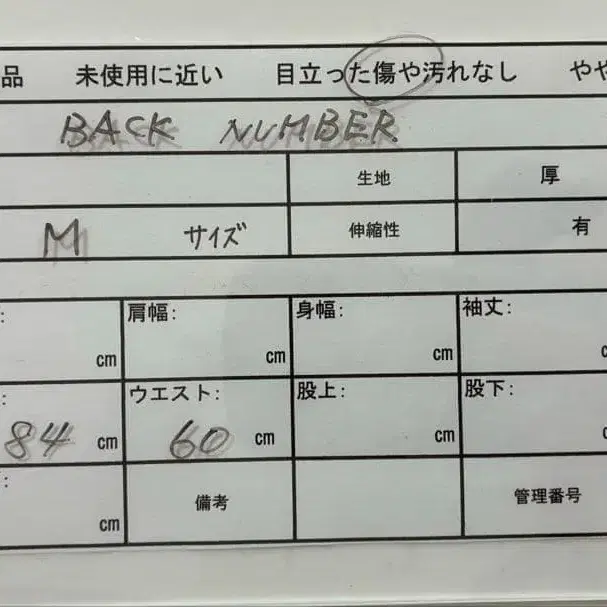 品 未使用に近い 目立った傷や汚れなし やや
BACK NUMBER
生地 厚
M サイズ 伸縮性 有
: 肩幅: 身幅: 袖丈:
cm cm cm c
: ウエスト: 股上: 股下:
84 cm 60 cm cm c
: 備考 管理番号
cm